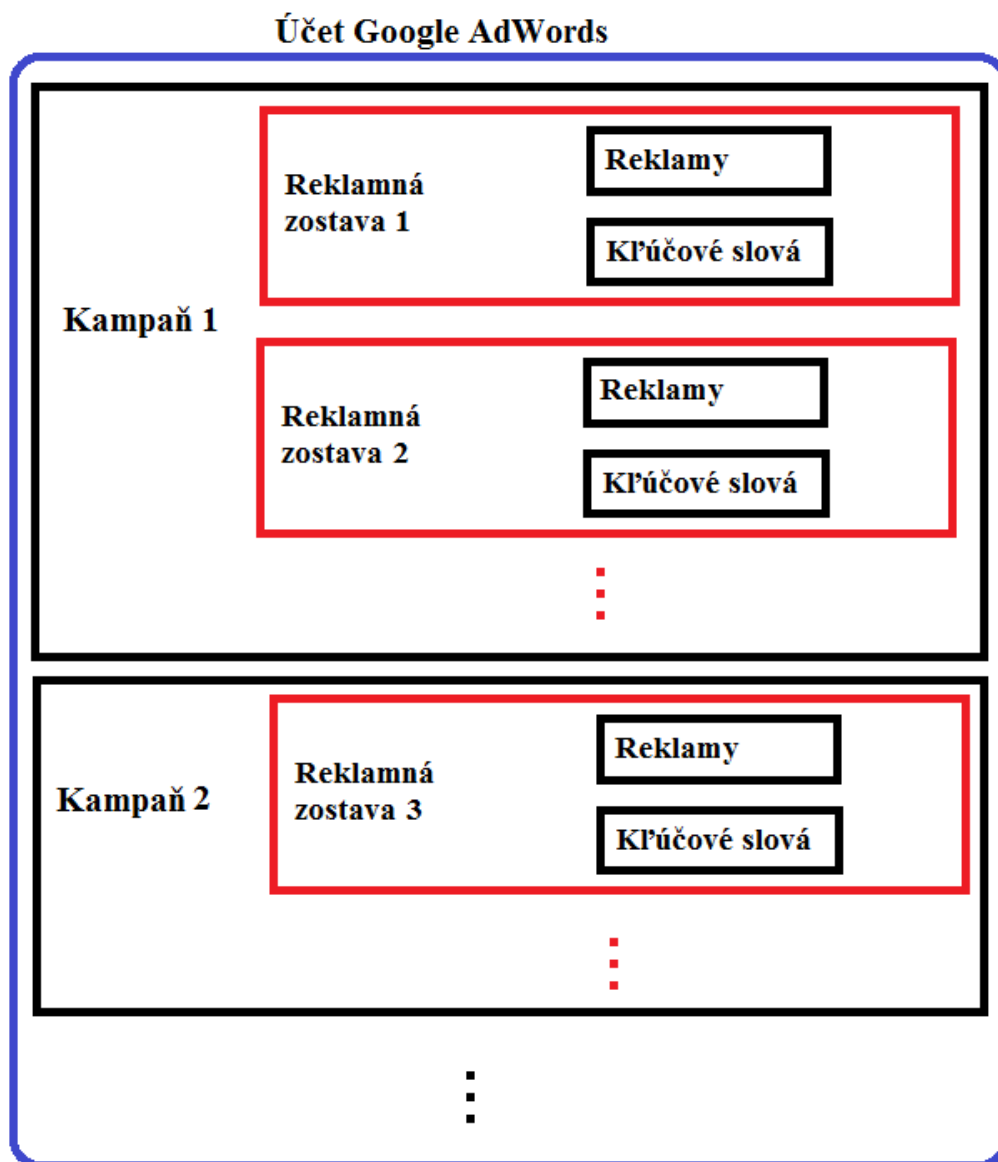 Účet Google AdWords
Reklamná
zostava 1
Reklamy
Kľúčové slová
Kampaň 1
Reklamná
zostava 2
Reklamy
Kľúčové slová
Kampaň 2
Reklamná
zostava 3
Reklamy
Kľúčové slová